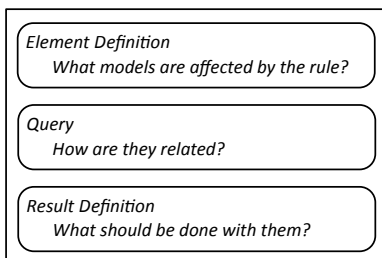 Element Definition
What models are affected by the rule?
Query
How are they related?
Result Definition
What should be done with them?